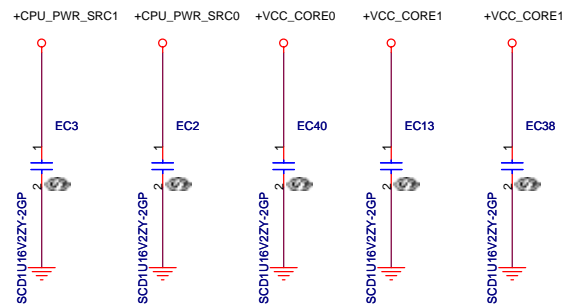 +CPU_PWR_SRC1 +CPU_PWR_SRC0 +VCC_CORE0 +VCC_CORE1 +VCC_CORE1
EC3 EC2 EC40 EC13 EC38
1 1 1 1 1
2 2 2 2 2
SCD1U16V2ZY-2GP SCD1U16V2ZY-2GP SCD1U16V2ZY-2GP SCD1U16V2ZY-2GP SCD1U16V2ZY-2GP